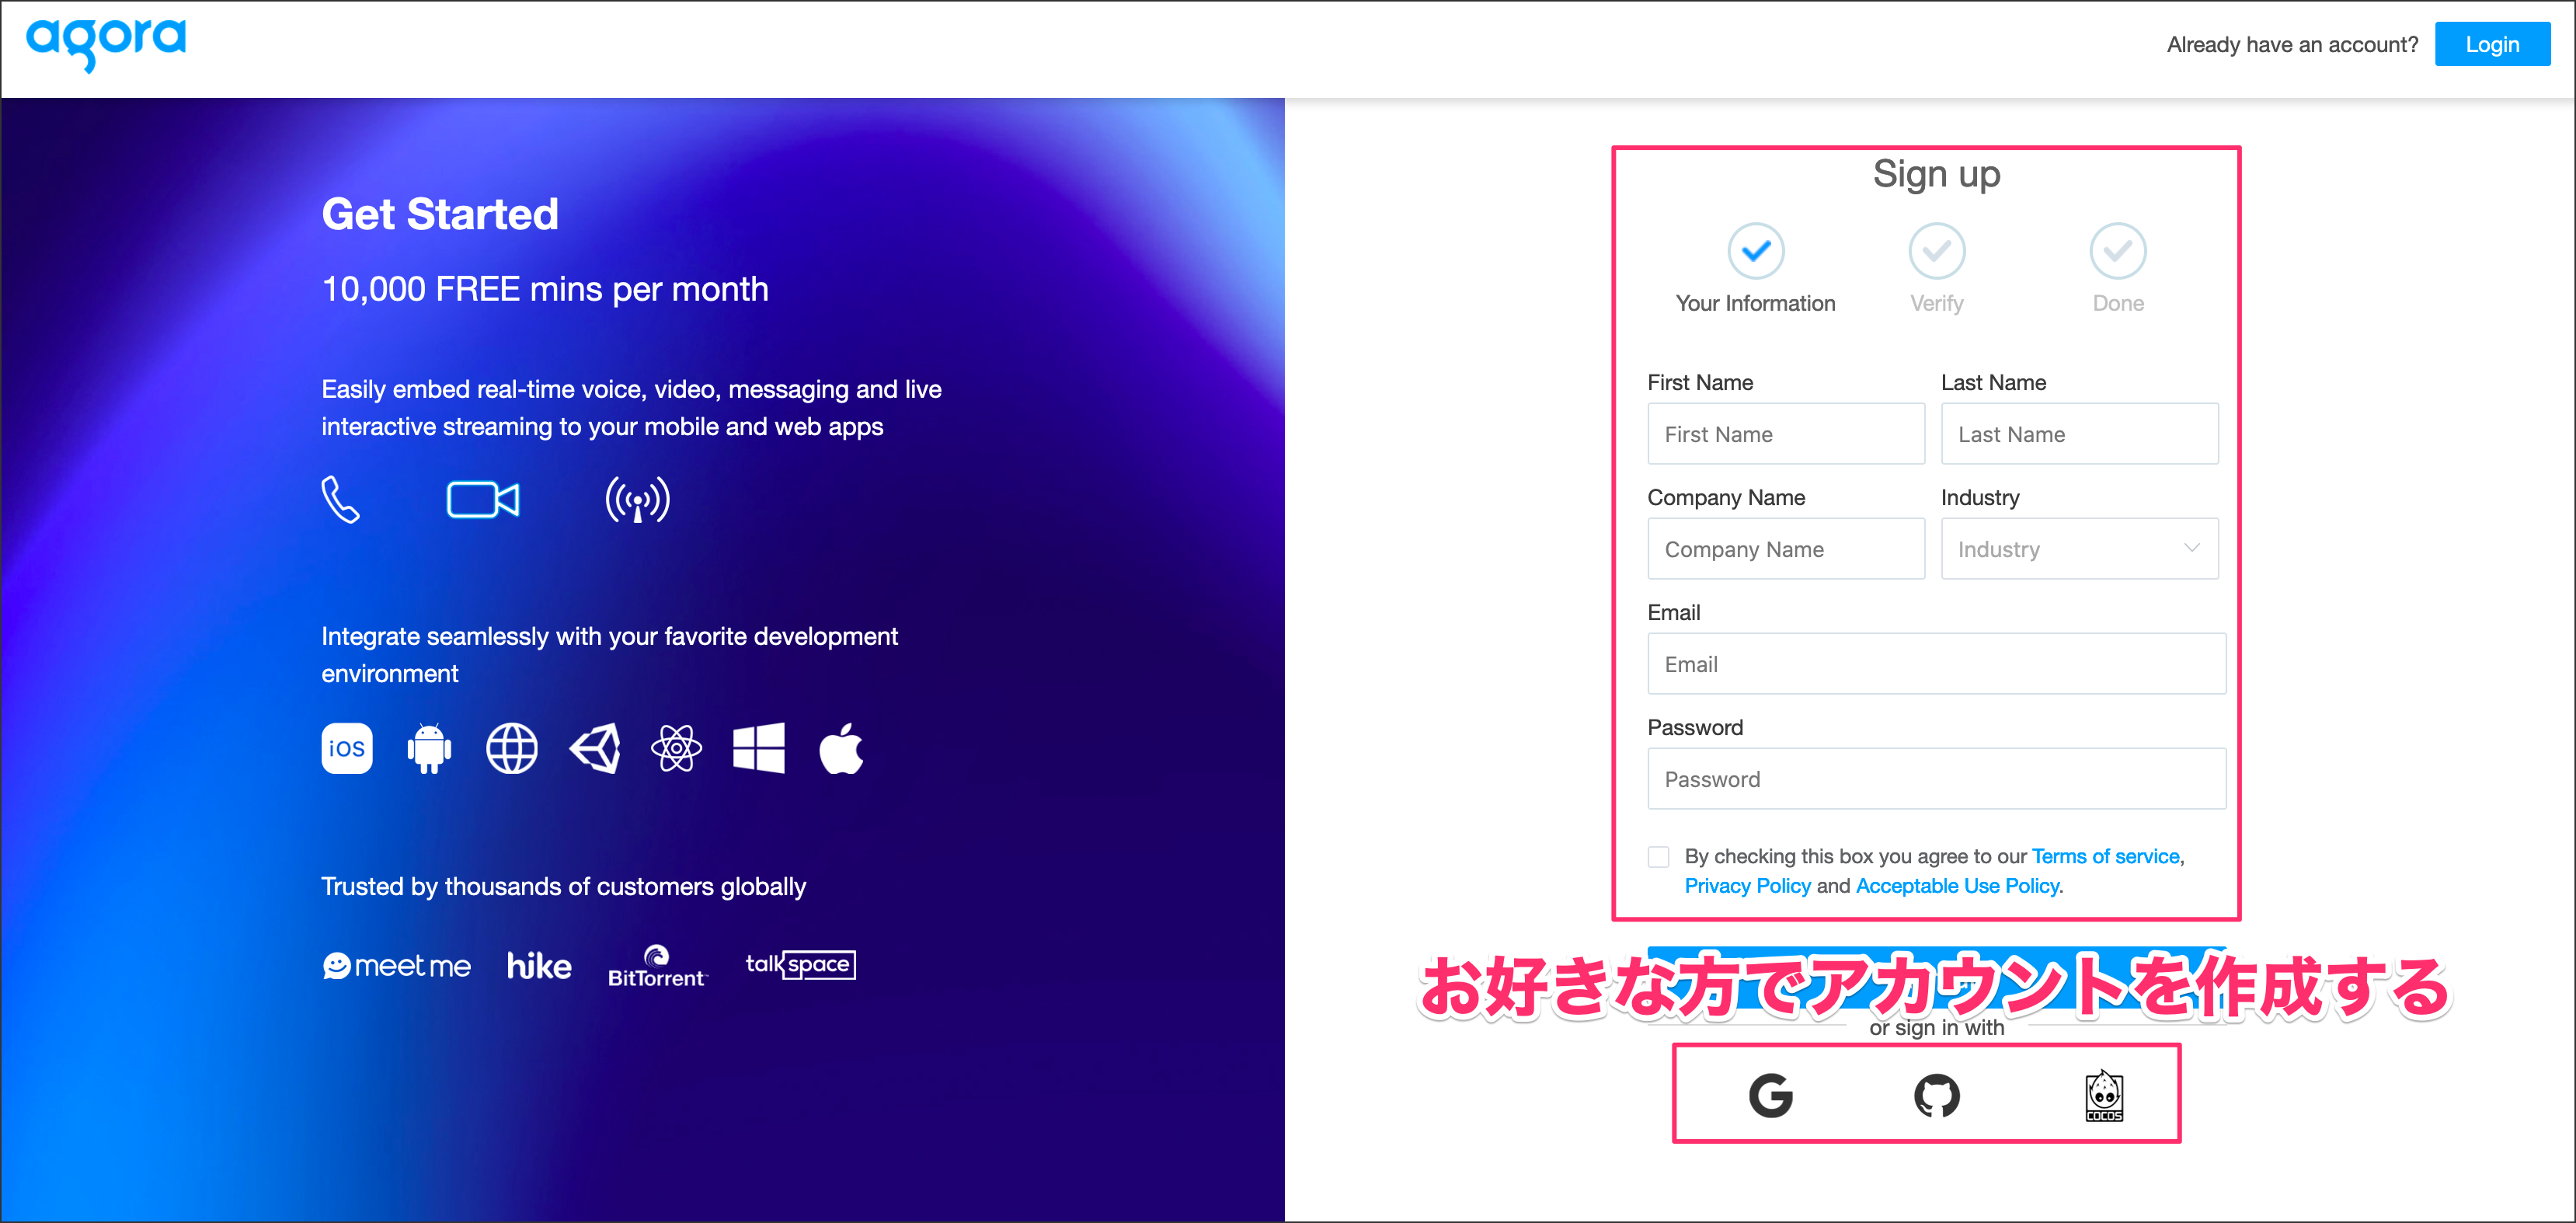 agora
Already have an account?
Login
Get Started
10,000 FREE mins per month
Easily embed real-time voice, video, messaging and live
interactive streaming to your mobile and web apps
Integrate seamlessly with your favorite development
environment
iOS
Trusted by thousands of customers globally
meetme
hike
BitTorrent
talkspace
Sign up
Your Information
Verify
Done
First Name
Last Name
First Name
Last Name
Company Name
Industry
Company Name
Industry
Email
Email
Password
Password
By checking this box you agree to our Terms of service,
Privacy Policy and Acceptable Use Policy.
お好きな方でアカウントを作成する
or sign in with
G
COCOS